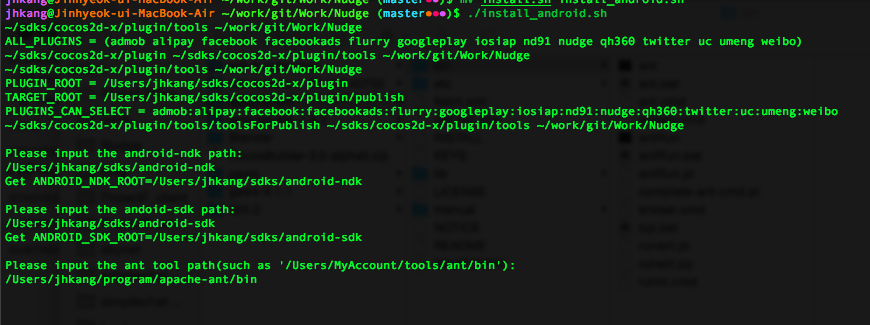 jhkang@Jinhyeok-ui-MacBook-Air ~/work/git/Work/Nudge (master●●●)$ mv install.sh install_android.sh
jhkang@Jinhyeok-ui-MacBook-Air ~/work/git/Work/Nudge (master●●●)$ ./install_android.sh
~/sdks/cocos2d-x/plugin/tools ~/work/git/Work/Nudge
ALL_PLUGINS = (admob alipay facebook facebookads flurry googleplay iosiap nd91 nudge qh360 twitter uc umeng weibo)
~/sdks/cocos2d-x/plugin ~/sdks/cocos2d-x/plugin/tools ~/work/git/Work/Nudge
~/sdks/cocos2d-x/plugin/tools ~/work/git/Work/Nudge
PLUGIN_ROOT = /Users/jhkang/sdks/cocos2d-x/plugin
TARGET_ROOT = /Users/jhkang/sdks/cocos2d-x/plugin/publish
PLUGINS_CAN_SELECT = admob:alipay:facebook:facebookads:flurry:googleplay:iosiap:nd91:nudge:qh360:twitter:uc:umeng:weibo
~/sdks/cocos2d-x/plugin/tools/toolsForPublish ~/sdks/cocos2d-x/plugin/tools ~/work/git/Work/Nudge
Please input the android-ndk path:
/Users/jhkang/sdks/android-ndk
Get ANDROID_NDK_ROOT=/Users/jhkang/sdks/android-ndk
Please input the andoid-sdk path:
/Users/jhkang/sdks/android-sdk
Get ANDROID_SDK_ROOT=/Users/jhkang/sdks/android-sdk
Please input the ant tool path(such as '/Users/MyAccount/tools/ant/bin'):
/Users/jhkang/program/apache-ant/bin